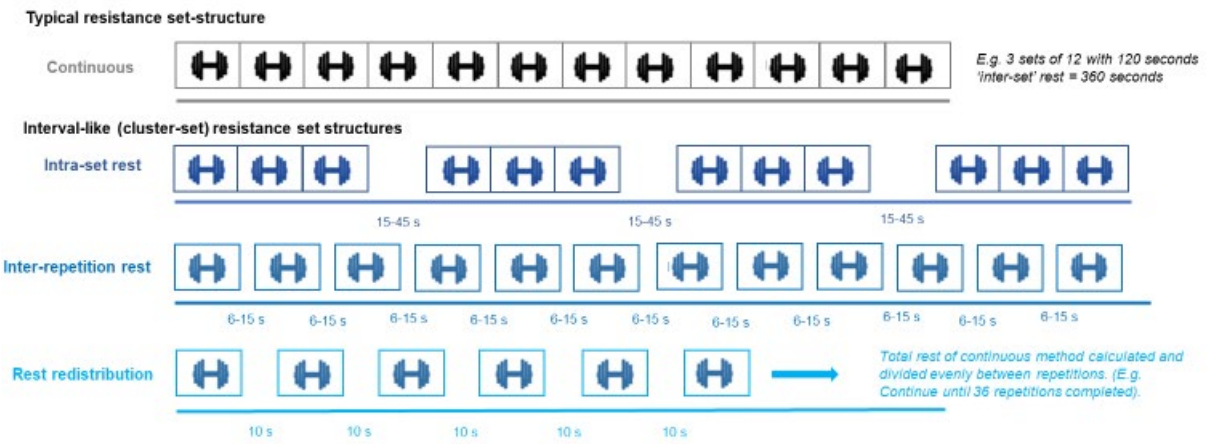 Typical resistance set-structure
Continuous
E.g. 3 sets of 12 with 120 seconds
'inter-set' rest = 360 seconds
Interval-like (cluster-set) resistance set structures
Intra-set rest
15-45 s 15-45 s 15-45 s
Inter-repetition rest
6-15 s 6-15 s 6-15 s 6-15 s 6-15 s 6-15 s 6-15 s 6-15 s 6-15 s 6-15 s 6-15 s
Rest redistribution
Total rest of continuous method calculated and
divided evenly between repetitions. (E.g.
Continue until 36 repetitions completed).
10 s 10 s 10 s 10 s 10 s